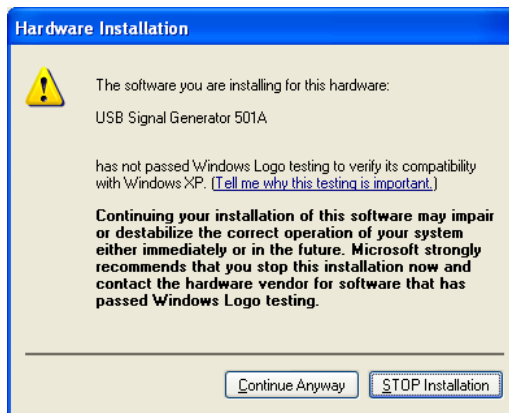 Hardware Installation
The software you are installing for this hardware:
USB Signal Generator 501A
has not passed Windows Logo testing to verify its compatibility
with Windows XP. (Tell me why this testing is important.)
Continuing your installation of this software may impair
or destabilize the correct operation of your system
either immediately or in the future. Microsoft strongly
recommends that you stop this installation now and
contact the hardware vendor for software that has
passed Windows Logo testing.
Continue Anyway
STOP Installation